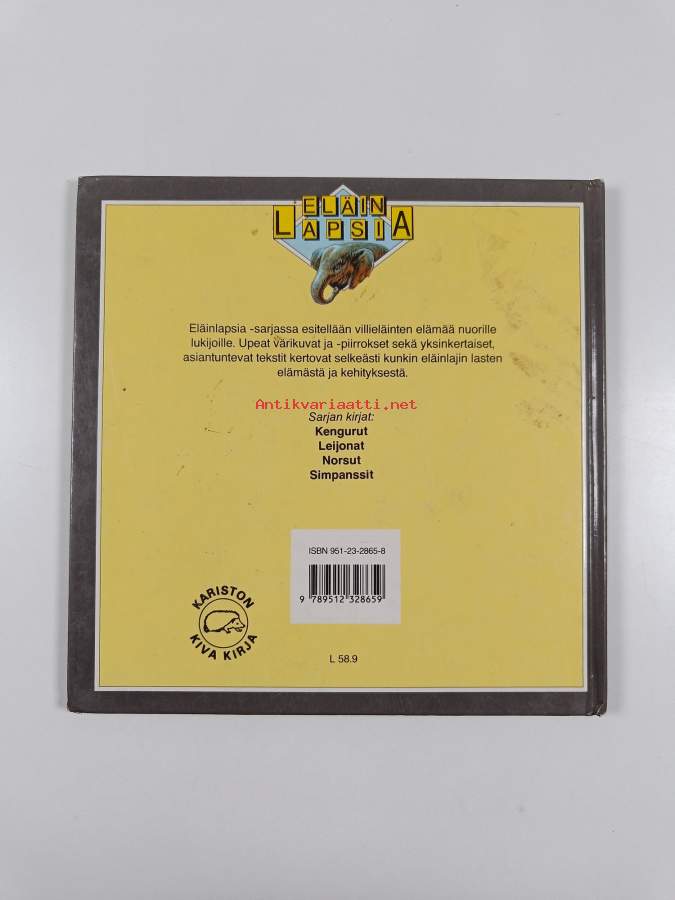 ELÄIN
LAPSIA
Eläinlapsia -sarjassa esitellään villieläinten elämää nuorille
lukijoille. Upeat värikuvat ja -piirrokset sekä yksinkertaiset,
asiantuntevat tekstit kertovat selkeästi kunkin eläinlajin lasten
elämästä ja kehityksestä.
Antikvariaatti.net
Sarjan kirjat:
Kengurut
Leijonat
Norsut
Simpanssit
ISBN 951-23-2865-8
9 789512 328659
KARISTON
KIVA KIRJA
L 58.9